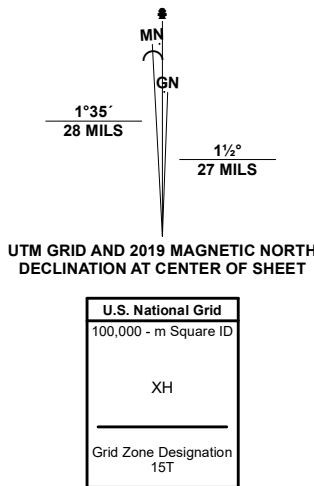 MN
GN
1°35´
28 MILS
1½°
27 MILS
UTM GRID AND 2019 MAGNETIC NORTH
DECLINATION AT CENTER OF SHEET
U.S. National Grid
100,000 - m Square ID
XH
Grid Zone Designation
15T